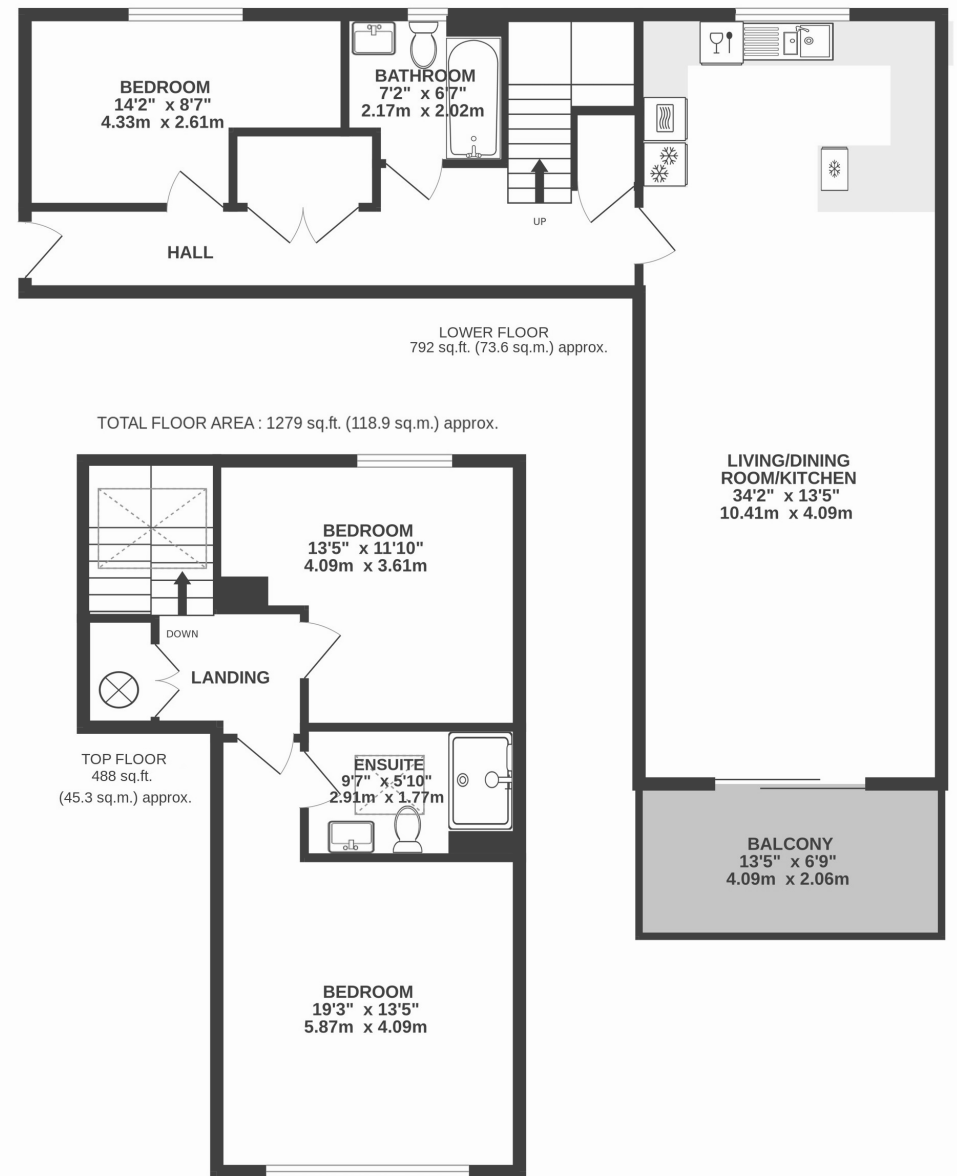 BEDROOM
14'2" x 8'7"
4.33m x 2.61m
BATHROOM
7'2" x 6'7"
2.17m x 2.02m
UP
HALL
LOWER FLOOR
792 sq.ft. (73.6 sq.m.) approx.
TOTAL FLOOR AREA : 1279 sq.ft. (118.9 sq.m.) approx.
LIVING/DINING
ROOM/KITCHEN
34'2" x 13'5"
10.41m x 4.09m
BEDROOM
13'5" x 11'10"
4.09m x 3.61m
DOWN
LANDING
TOP FLOOR
488 sq.ft.
(45.3 sq.m.) approx.
ENSUITE
9'7" x 5'10"
2.91m x 1.77m
BALCONY
13'5" x 6'9"
4.09m x 2.06m
BEDROOM
19'3" x 13'5"
5.87m x 4.09m